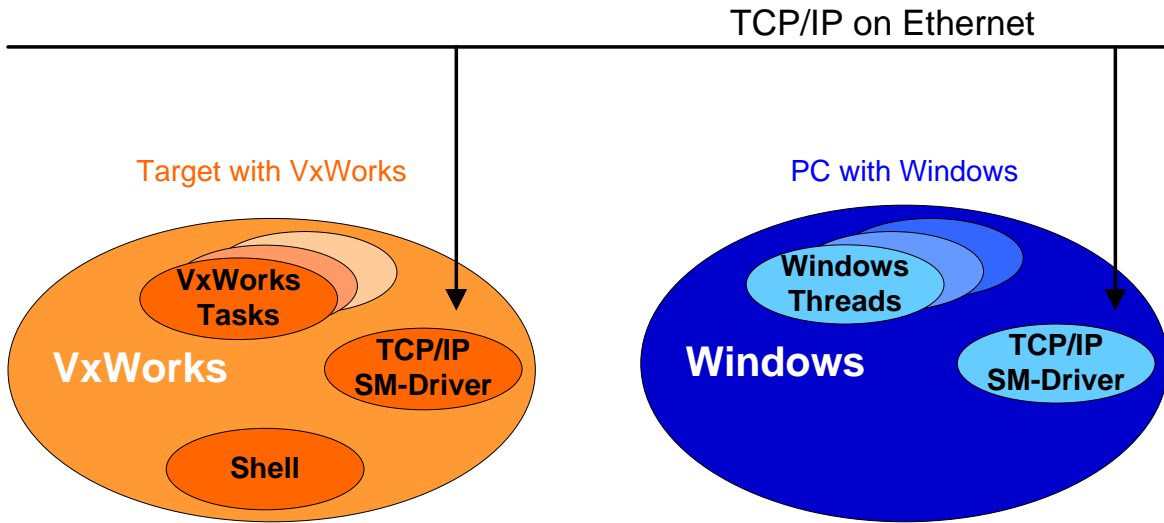 TCP/IP on Ethernet
Target with VxWorks
PC with Windows
VxWorks
Tasks
VxWorks
TCP/IP
SM-Driver
Shell
Windows
Threads
Windows
TCP/IP
SM-Driver